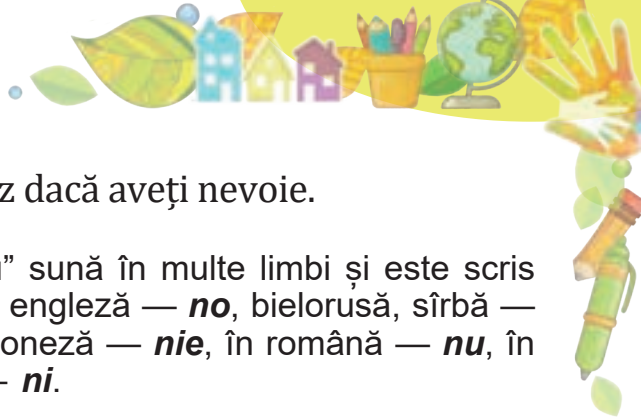 z dacă aveți nevoie.
u” sună în multe limbi și este scris
engleză — no, bielorusă, sîrbă —
oneză — nie, în română — nu, în
- ni.